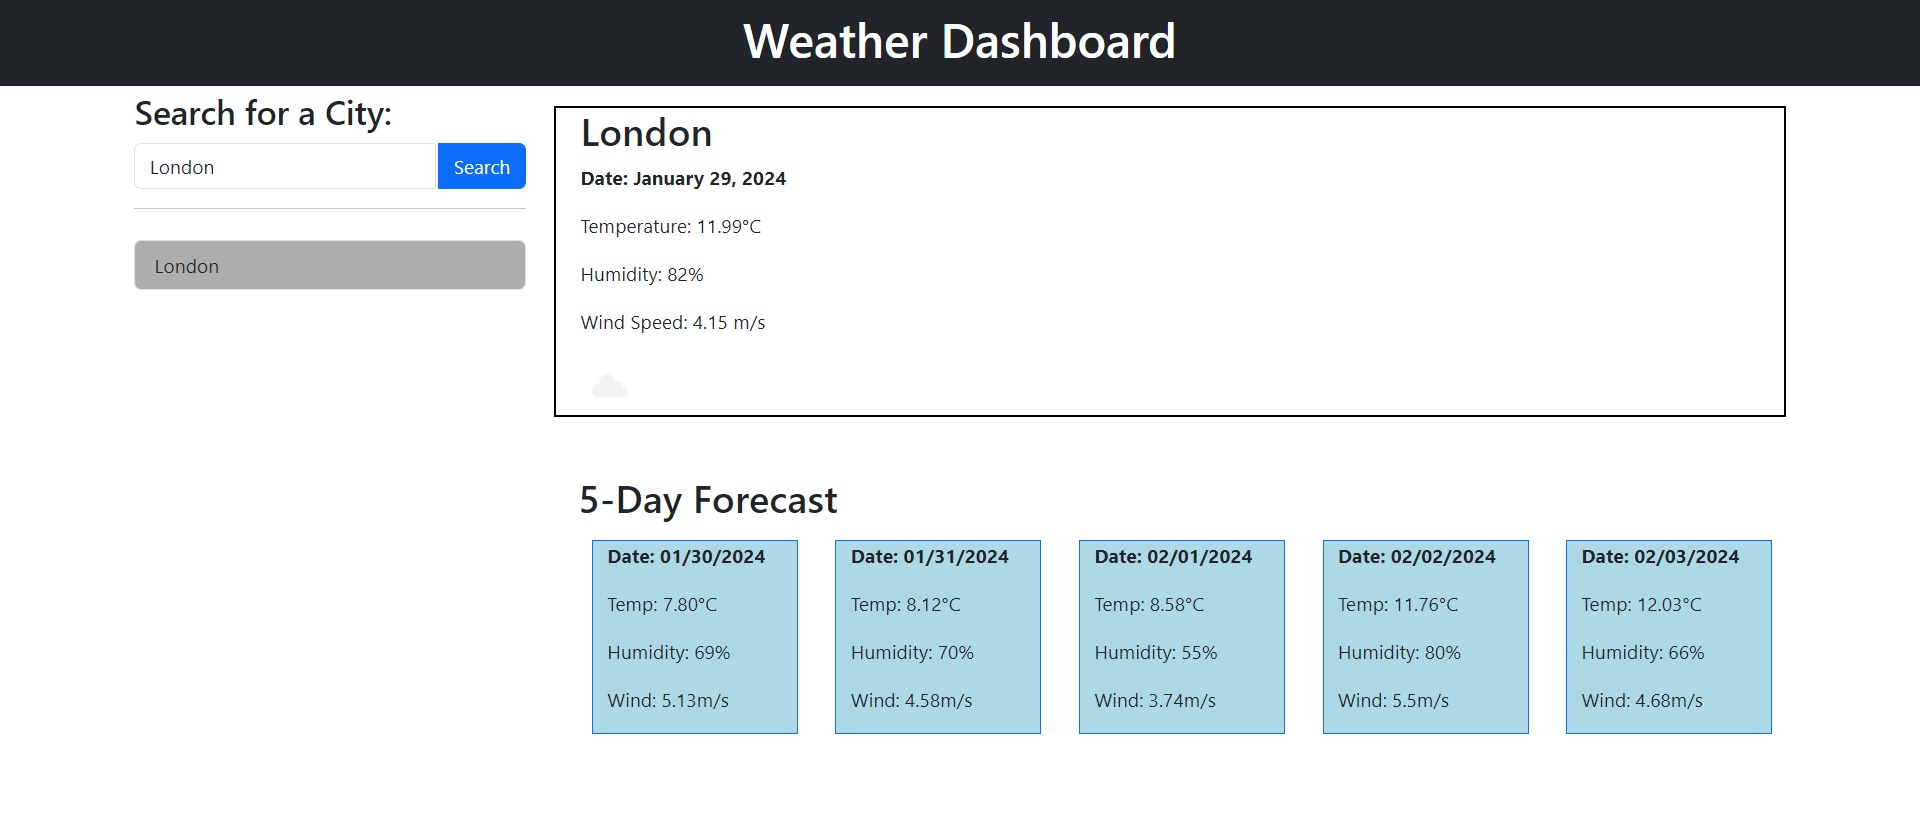 Weather Dashboard
Search for a City:
London
Search
London
London
Date: January 29, 2024
Temperature: 11.99°C
Humidity: 82%
Wind Speed: 4.15 m/s
5-Day Forecast
Date: 01/30/2024
Temp: 7.80°C
Humidity: 69%
Wind: 5.13m/s
Date: 01/31/2024
Temp: 8.12°C
Humidity: 70%
Wind: 4.58m/s
Date: 02/01/2024
Temp: 8.58°C
Humidity: 55%
Wind: 3.74m/s
Date: 02/02/2024
Temp: 11.76°C
Humidity: 80%
Wind: 5.5m/s
Date: 02/03/2024
Temp: 12.03°C
Humidity: 66%
Wind: 4.68m/s